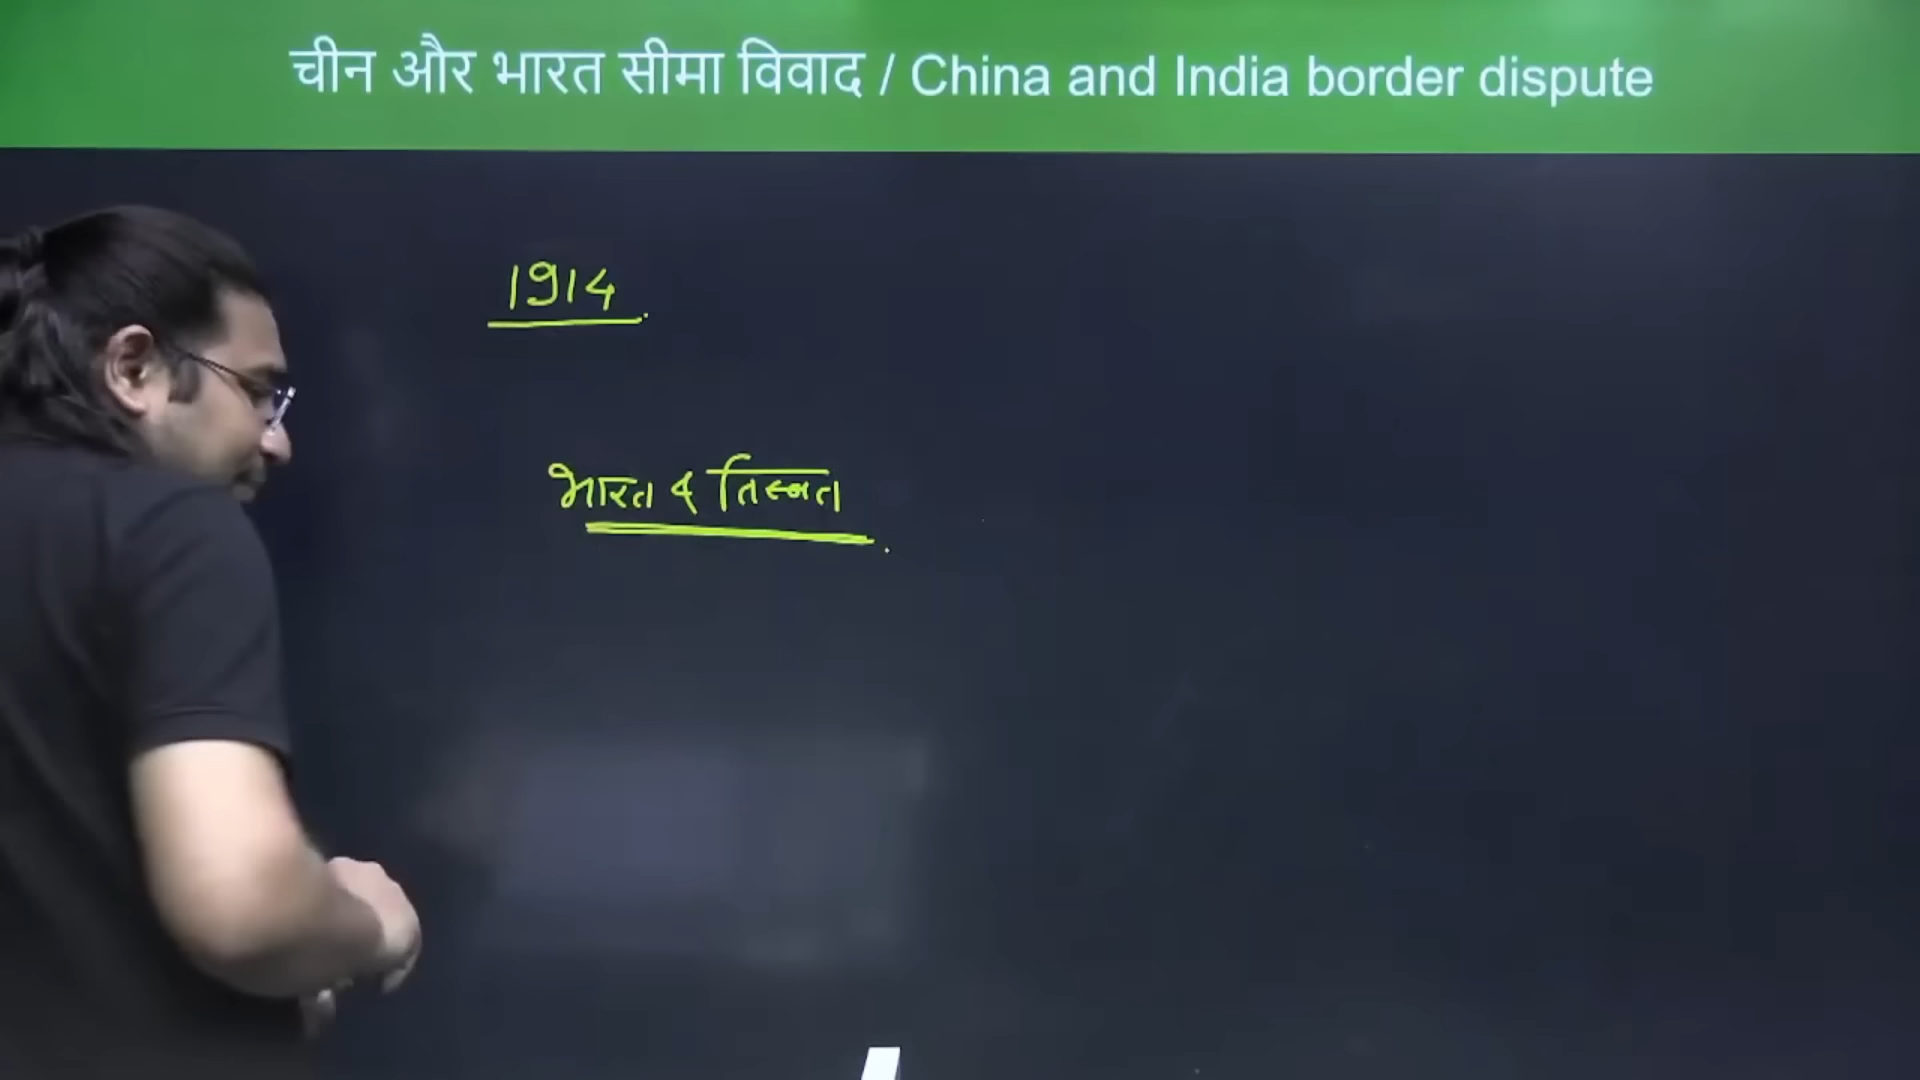 चीन और भारत सीमा विवाद / China and India border dispute
1914
भारत & तिब्बत